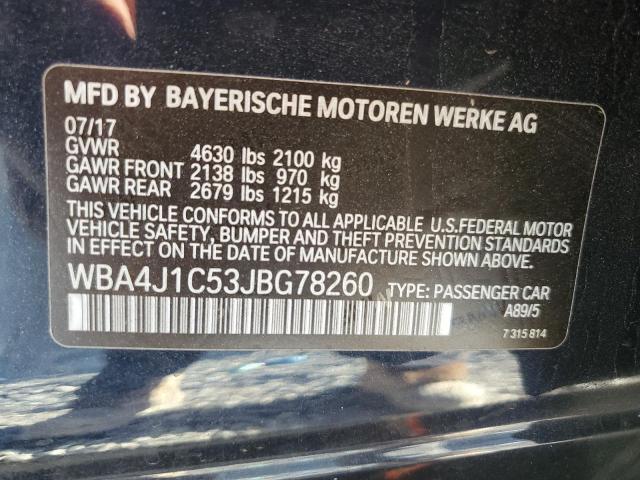 MFD BY BAYERISCHE MOTOREN WERKE AG
07/17
GVWR 4630 lbs 2100 kg
GAWR FRONT 2138 lbs 970 kg
GAWR REAR 2679 lbs 1215 kg
THIS VEHICLE CONFORMS TO ALL APPLICABLE U.S.FEDERAL MOTOR
VEHICLE SAFETY, BUMPER AND THEFT PREVENTION STANDARDS
IN EFFECT ON THE DATE OF MANUFACTURE SHOWN ABOVE.
WBA4J1C53JBG78260 TYPE: PASSENGER CAR
A89/5
7 315 814